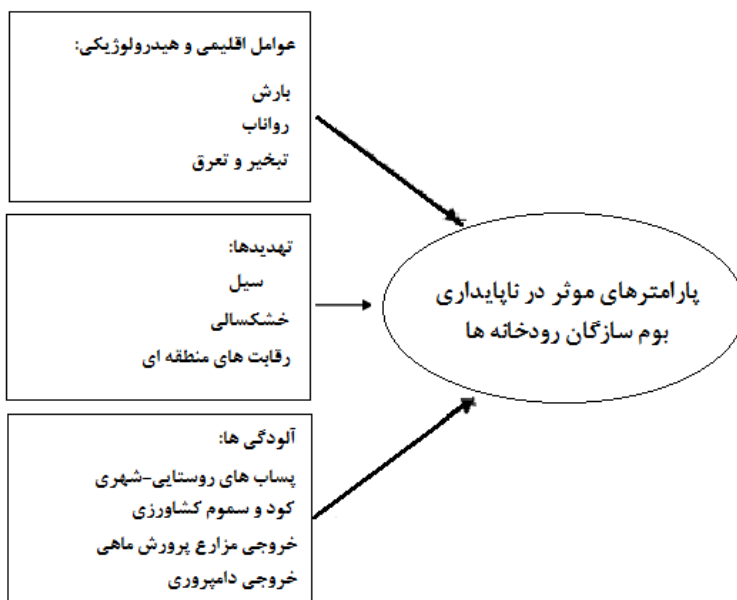 عوامل اقلیمی و هیدرولوژیکی:
بارش
رواناب
تبخیر و تعرق
تهدیدها:
سیل
خشکسالی
رقابت های منطقه ای
آلودگی ها:
پساب های روستایی-شهری
کود و سموم کشاورزی
خروجی مزارع پرورش ماهی
خروجی دامپروری
پارامترهای موثر در ناپایداری
بوم سازگان رودخانه ها